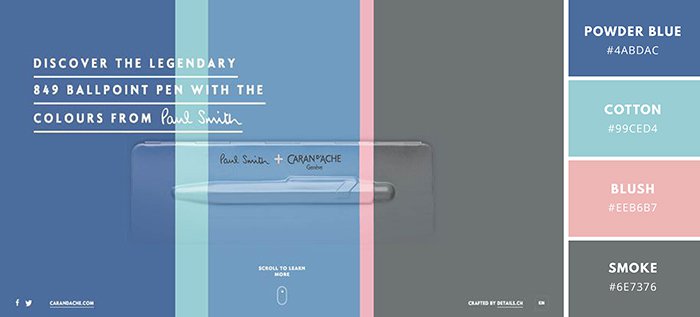 DISCOVER THE LEGENDARY
849 BALLPOINT PEN WITH THE
COLOURS FROM Paul Smith
Paul Smith + CARAN D'ACHE
Genève
SCROLL TO LEARN
MORE
CARANDACHE.COM
CRAFTED BY DETAILS.CH
EN
POWDER BLUE
#4ABDAC
COTTON
#99CED4
BLUSH
#EEB6B7
SMOKE
#6E7376